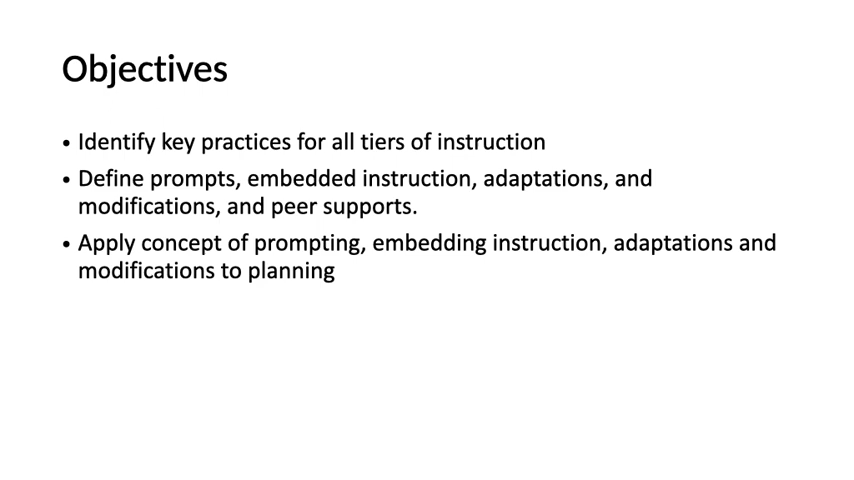 Objectives
• Identify key practices for all tiers of instruction
• Define prompts, embedded instruction, adaptations, and
modifications, and peer supports.
• Apply concept of prompting, embedding instruction, adaptations and
modifications to planning